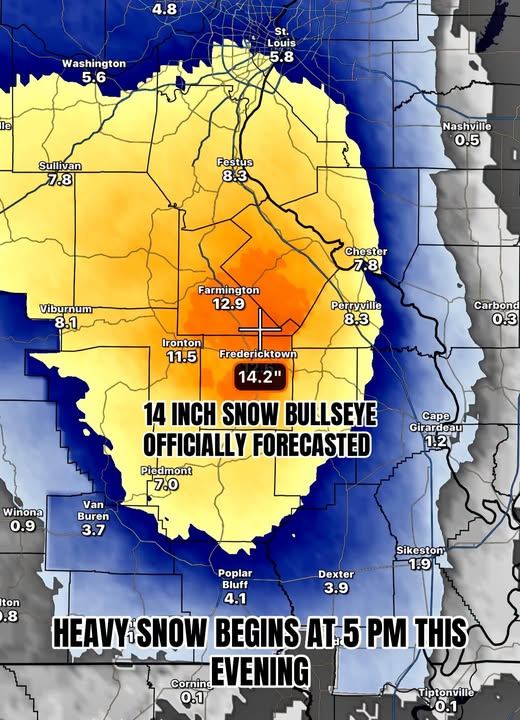 4.8
St.
Louis
5.8
Washington
5.6
Nashville
0.5
Sullivan
7.8
Festus
8.3
Chester
7.8
Farmington
12.9
Perryville
8.3
Carbond
0.3
Viburnum
8.1
Ironton
11.5
Fredericktown
14.2"
14 INCH SNOW BULLSEYE
OFFICIALLY FORECASTED
Cape
Girardeau
1.2
Piedmont
7.0
Winona
0.9
Van
Buren
3.7
Sikeston
1.9
Poplar
Bluff
4.1
Dexter
3.9
lton
0.8
HEAVY SNOW BEGINS AT 5 PM THIS
EVENING
Corning
0.1
Tiptonville
0.1